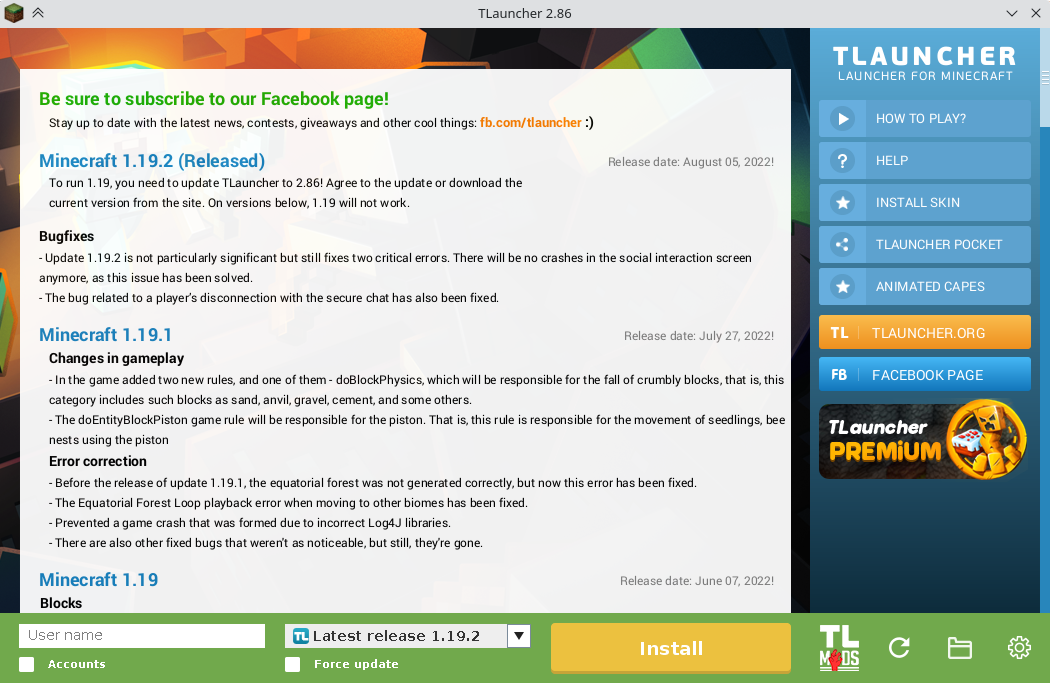 TLauncher 2.86
Be sure to subscribe to our Facebook page!
Stay up to date with the latest news, contests, giveaways and other cool things: fb.com/tlauncher :)
Minecraft 1.19.2 (Released)
Release date: August 05, 2022!
To run 1.19, you need to update TLauncher to 2.86! Agree to the update or download the
current version from the site. On versions below, 1.19 will not work.
Bugfixes
- Update 1.19.2 is not particularly significant but still fixes two critical errors. There will be no crashes in the social interaction screen
anymore, as this issue has been solved.
- The bug related to a player's disconnection with the secure chat has also been fixed.
Minecraft 1.19.1
Release date: July 27, 2022!
Changes in gameplay
- In the game added two new rules, and one of them - doBlockPhysics, which will be responsible for the fall of crumbly blocks, that is, this
category includes such blocks as sand, anvil, gravel, cement, and some others.
- The doEntityBlockPiston game rule will be responsible for the piston. That is, this rule is responsible for the movement of seedlings, bee
nests using the piston
Error correction
- Before the release of update 1.19.1, the equatorial forest was not generated correctly, but now this error has been fixed.
- The Equatorial Forest Loop playback error when moving to other biomes has been fixed.
- Prevented a game crash that was formed due to incorrect Log4J libraries.
- There are also other fixed bugs that weren't as noticeable, but still, they're gone.
Minecraft 1.19
Release date: June 07, 2022!
Blocks
TLAUNCHER
LAUNCHER FOR MINECRAFT
HOW TO PLAY?
? HELP
INSTALL SKIN
TLAUNCHER POCKET
ANIMATED CAPES
TL TLAUNCHER.ORG
FB FACEBOOK PAGE
TLauncher
PREMiUM
User name
TL Latest release 1.19.2
Accounts
Force update
Install
TL
MODS